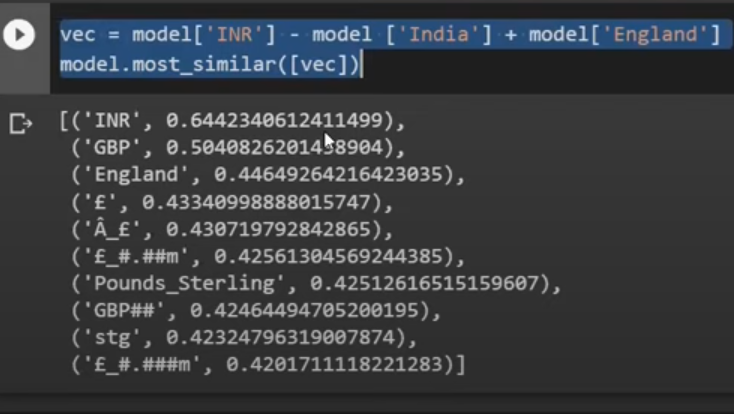 vec = model['INR'] - model ['India'] + model['England']
model.most_similar([vec])
[('INR', 0.6442340612411499),
('GBP', 0.5040826201438904),
('England', 0.44649264216423035),
('£', 0.43340998888015747),
('Â_£', 0.430719792842865),
('£_#.##m', 0.42561304569244385),
('Pounds_Sterling', 0.42512616515159607),
('GBP##', 0.42464494705200195),
('stg', 0.42324796319007874),
('£_#.###m', 0.4201711118221283)]